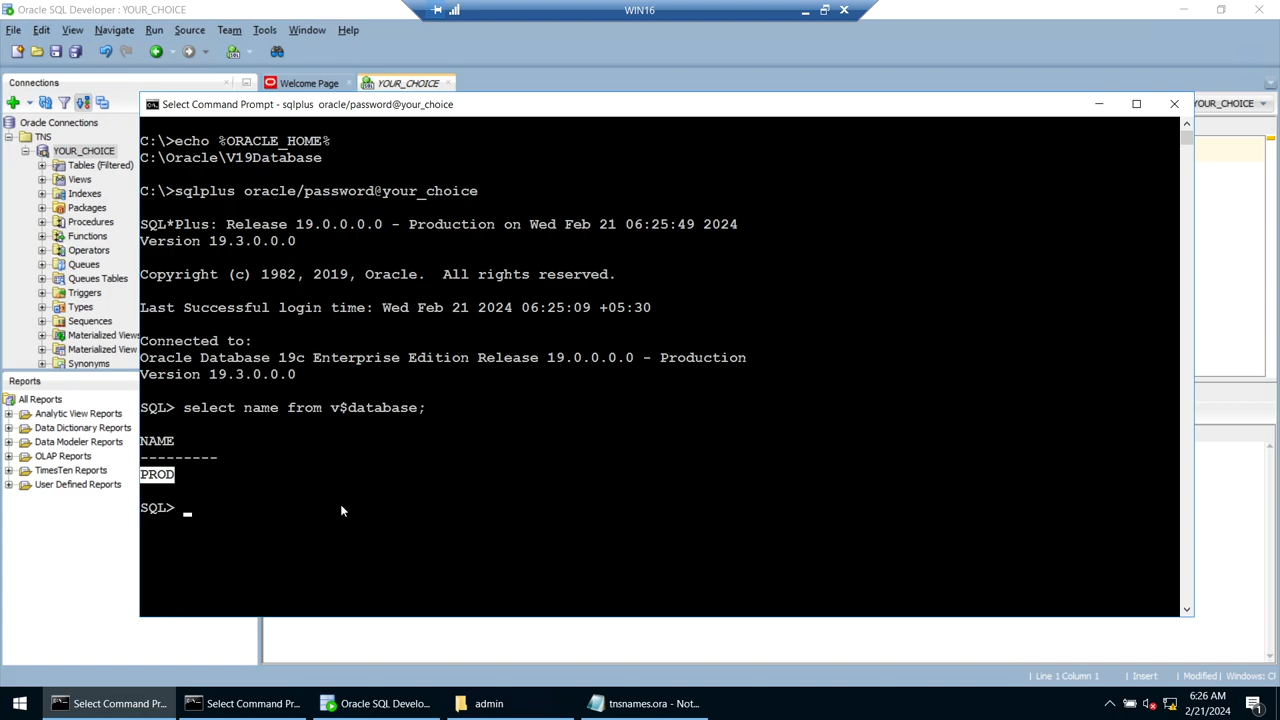 Oracle SQL Developer : YOUR_CHOICE
WIN16
File Edit View Navigate Run Source Team Tools Window Help
Connections
Welcome Page
YOUR_CHOICE
Oracle Connections
TNS
YOUR_CHOICE
Tables (Filtered)
Views
Indexes
Packages
Procedures
Functions
Operators
Queues
Queues Tables
Triggers
Types
Sequences
Materialized Views
Materialized View
Synonyms
Reports
All Reports
Analytic View Reports
Data Dictionary Reports
Data Modeler Reports
OLAP Reports
TimesTen Reports
User Defined Reports
Select Command Prompt - sqlplus oracle/password@your_choice
YOUR_CHOICE
C:\>echo %ORACLE_HOME%
C:\Oracle\V19Database
C:\>sqlplus oracle/password@your_choice
SQL*Plus: Release 19.0.0.0.0 - Production on Wed Feb 21 06:25:49 2024
Version 19.3.0.0.0
Copyright (c) 1982, 2019, Oracle.  All rights reserved.
Last Successful login time: Wed Feb 21 2024 06:25:09 +05:30
Connected to:
Oracle Database 19c Enterprise Edition Release 19.0.0.0.0 - Production
Version 19.3.0.0.0
SQL> select name from v$database;
NAME
---------
PROD
SQL>
Line 1 Column 1 Insert Modified Windows: C
Select Command Pr... Select Command Pr... Oracle SQL Develo... admin tnsnames.ora - Not...
6:26 AM
2/21/2024
1